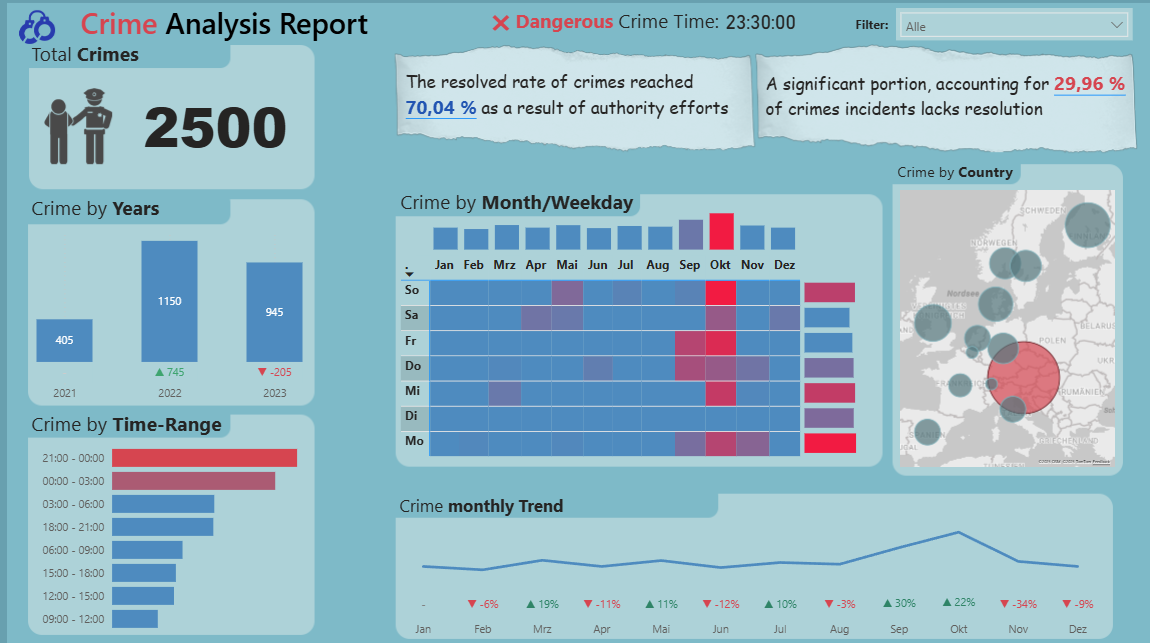 Crime Analysis Report
Dangerous Crime Time: 23:30:00
Filter:
Alle
Total Crimes
2500
The resolved rate of crimes reached
70,04 % as a result of authority efforts
A significant portion, accounting for 29,96 %
of crimes incidents lacks resolution
Crime by Years
405
1150
945
745
-205
2021
2022
2023
Crime by Time-Range
21:00 - 00:00
00:00 - 03:00
03:00 - 06:00
18:00 - 21:00
06:00 - 09:00
15:00 - 18:00
12:00 - 15:00
09:00 - 12:00
Crime by Month/Weekday
Jan Feb Mrz Apr Mai Jun Jul Aug Sep Okt Nov Dez
So
Sa
Fr
Do
Mi
Di
Mo
Crime by Country
SCHWEDEN
NORWEGEN
Nordsee
BELARUS
POLEN
UKR
RUMÄNIEN
GRIECHENLAND
Crime monthly Trend
- -6% 19% -11% 11% -12% 10% -3% 30% 22% -34% -9%
Jan Feb Mrz Apr Mai Jun Jul Aug Sep Okt Nov Dez